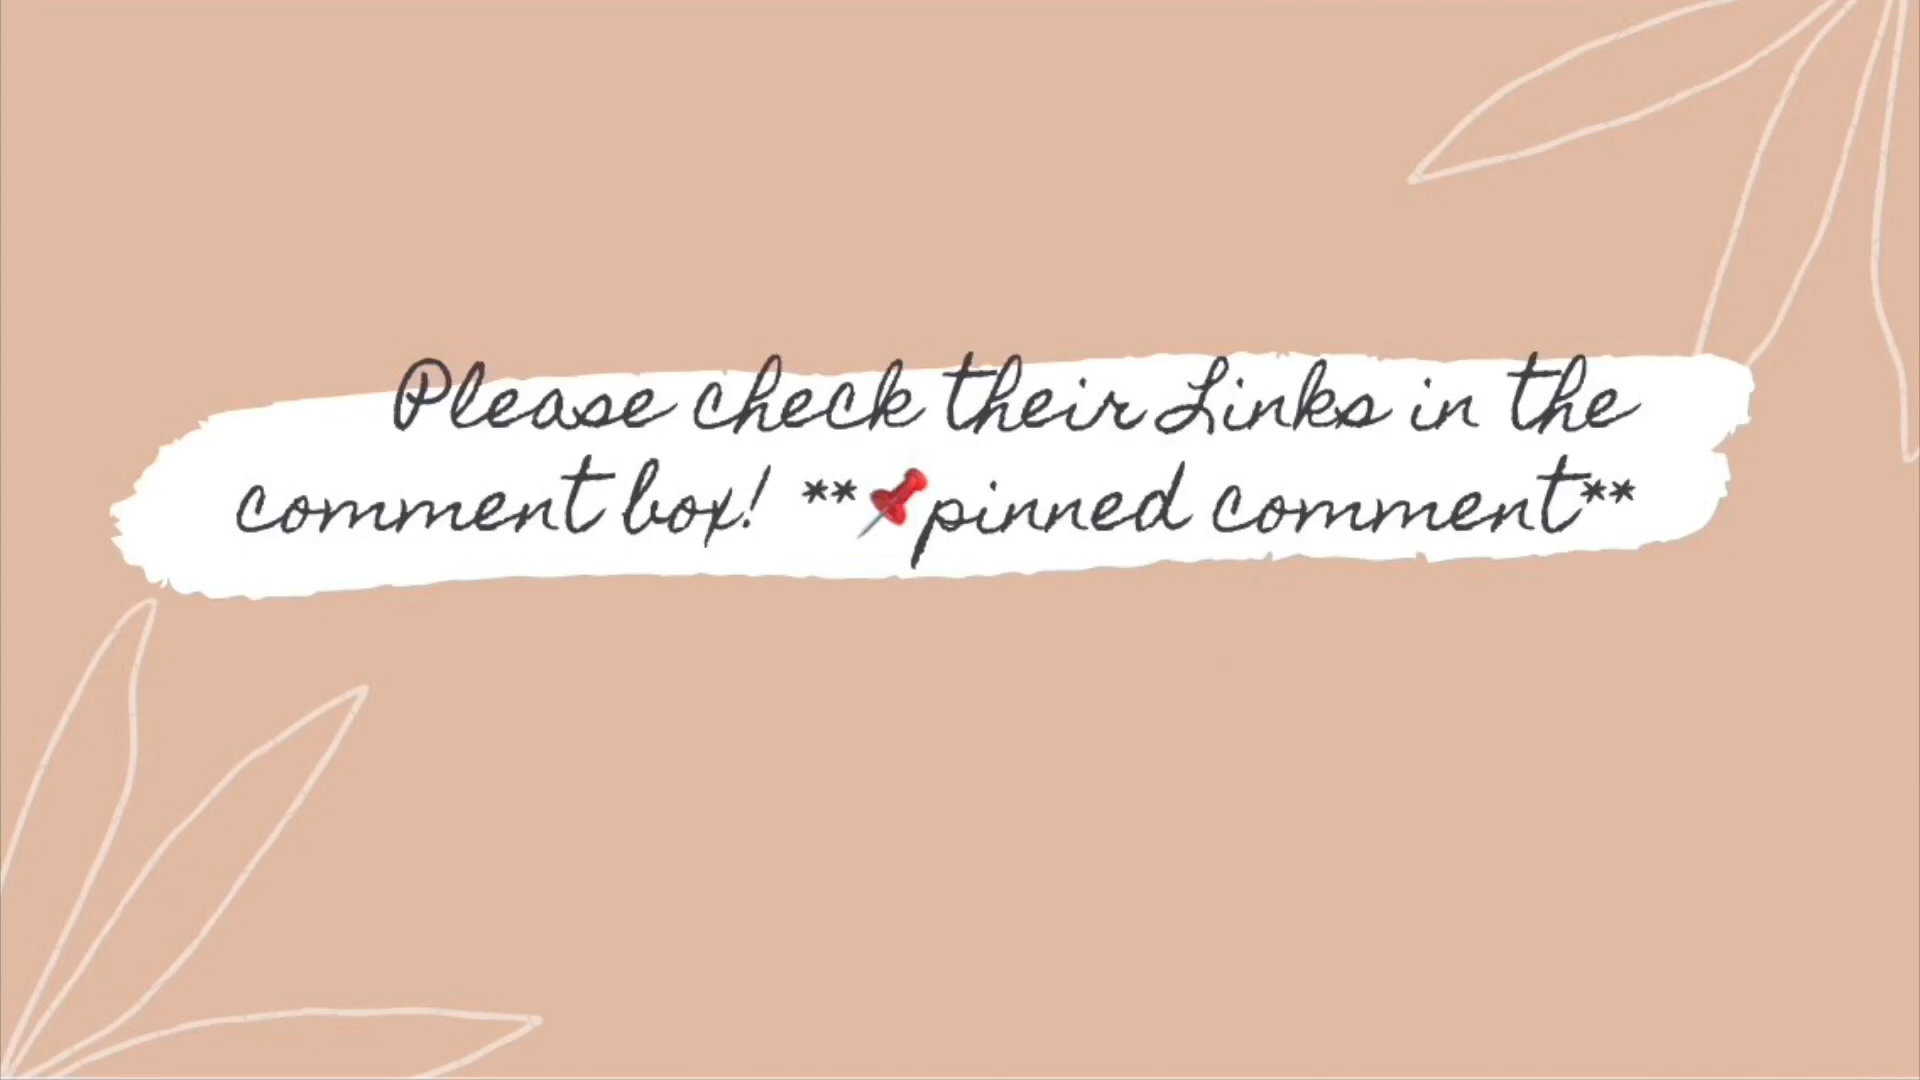 Please check their Links in the
comment box! **📌pinned comment**